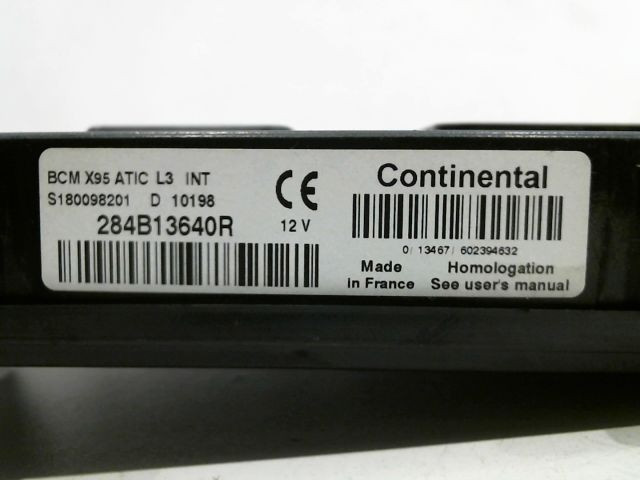 BCM X95 ATIC L3 INT
S180098201 D 10198
284B13640R
CE
12 V
Continental
0/ 13467/ 602394632
Made in France
Homologation
See user's manual